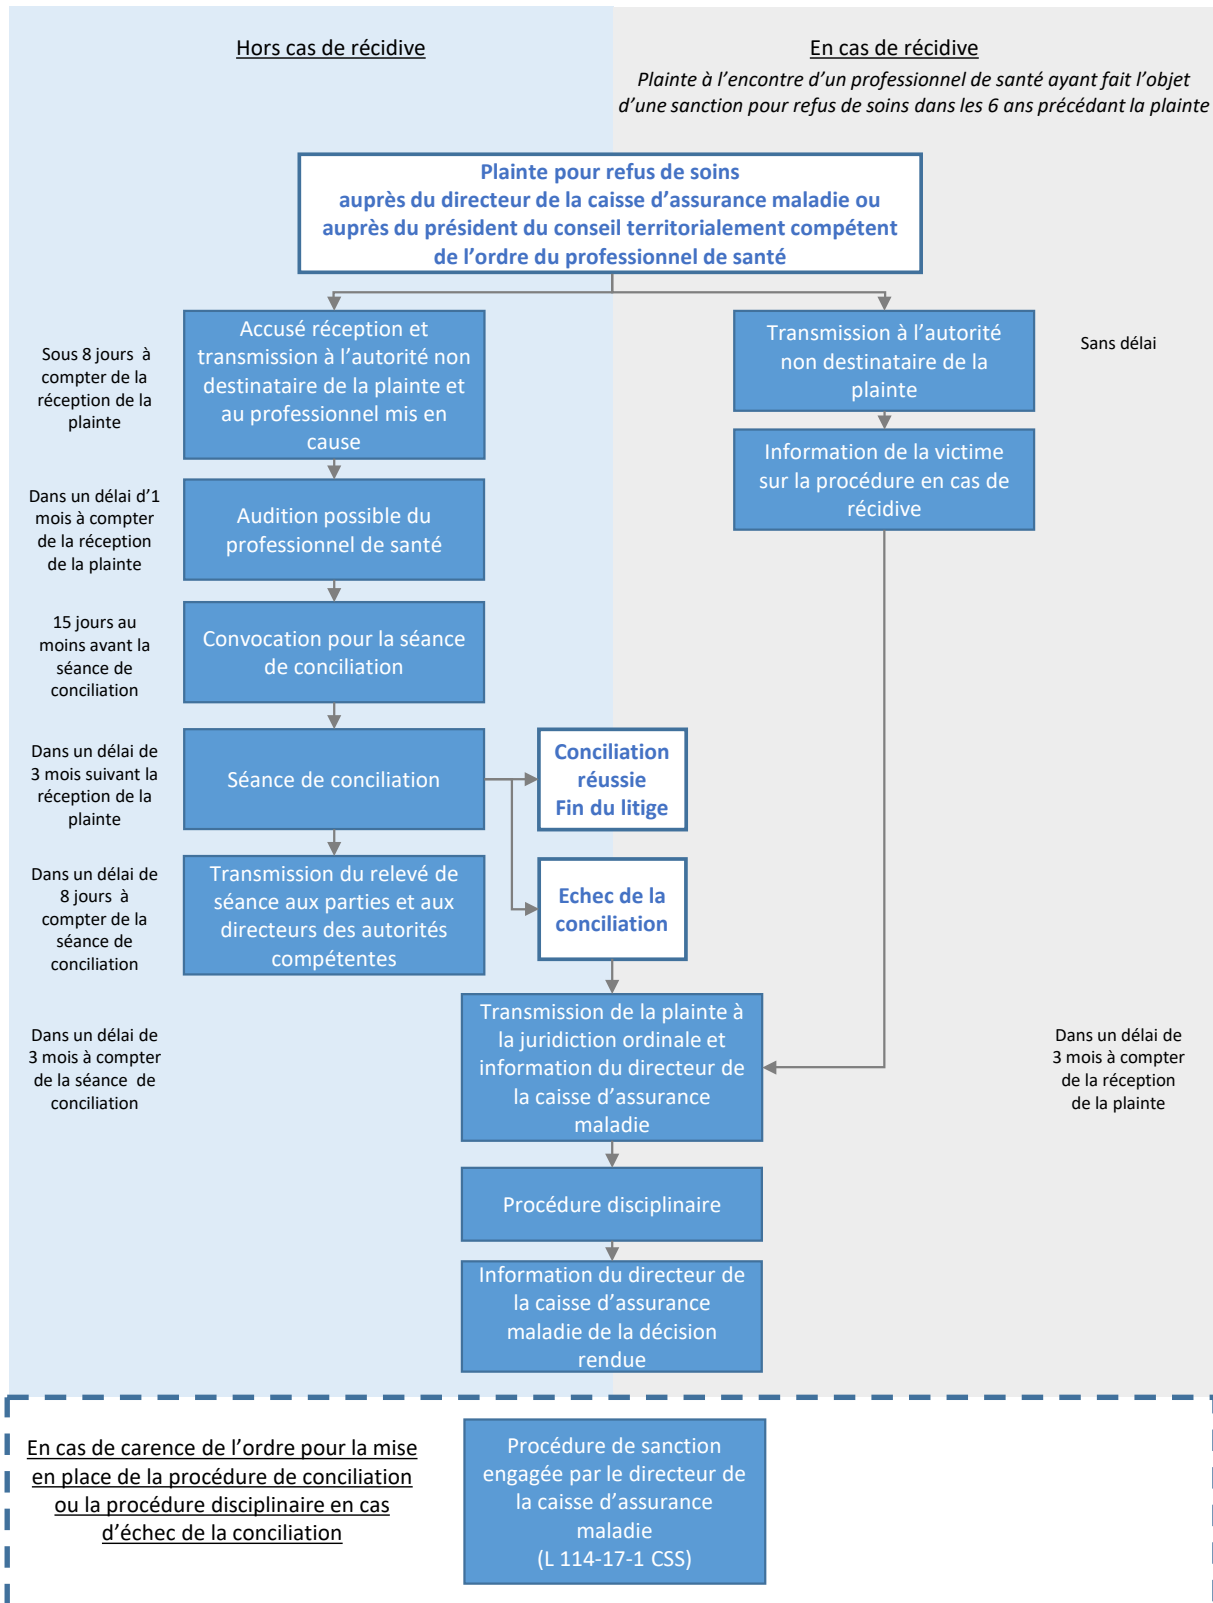 Hors cas de récidive
En cas de récidive
Plainte à l'encontre d'un professionnel de santé ayant fait l'objet
d'une sanction pour refus de soins dans les 6 ans précédant la plainte
Plainte pour refus de soins
auprès du directeur de la caisse d'assurance maladie ou
auprès du président du conseil territorialement compétent
de l'ordre du professionnel de santé
Sous 8 jours à
compter de la
réception de la
plainte
Accusé réception et
transmission à l'autorité non
destinataire de la plainte et
au professionnel mis en
cause
Transmission à l'autorité
non destinataire de la
plainte
Sans délai
Information de la victime
sur la procédure en cas de
récidive
Dans un délai d'1
mois à compter
de la réception
de la plainte
Audition possible du
professionnel de santé
15 jours au
moins avant la
séance de
conciliation
Convocation pour la séance
de conciliation
Dans un délai de
3 mois suivant la
réception de la
plainte
Séance de conciliation
Conciliation
réussie
Fin du litige
Dans un délai de
8 jours à
compter de la
séance de
conciliation
Transmission du relevé de
séance aux parties et aux
directeurs des autorités
compétentes
Echec de la
conciliation
Dans un délai de
3 mois à compter
de la séance de
conciliation
Transmission de la plainte à
la juridiction ordinale et
information du directeur de
la caisse d'assurance
maladie
Dans un délai de
3 mois à compter
de la réception
de la plainte
Procédure disciplinaire
Information du directeur de
la caisse d'assurance
maladie de la décision
rendue
En cas de carence de l'ordre pour la mise
en place de la procédure de conciliation
ou la procédure disciplinaire en cas
d'échec de la conciliation
Procédure de sanction
engagée par le directeur de
la caisse d'assurance
maladie
(L 114-17-1 CSS)